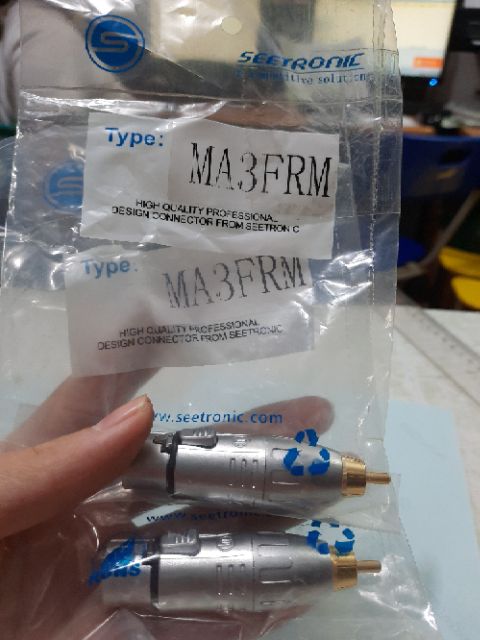 SEETRONIC
Type:
MA3FRM
HIGH QUALITY PROFESSIONAL
DESIGN CONNECTOR FROM SEETRONIC
Type:
MA3FRM
HIGH QUALITY PROFESSIONAL
DESIGN CONNECTOR FROM SEETRONIC
www.seetronic.com
www.seetronic.com
RoHS